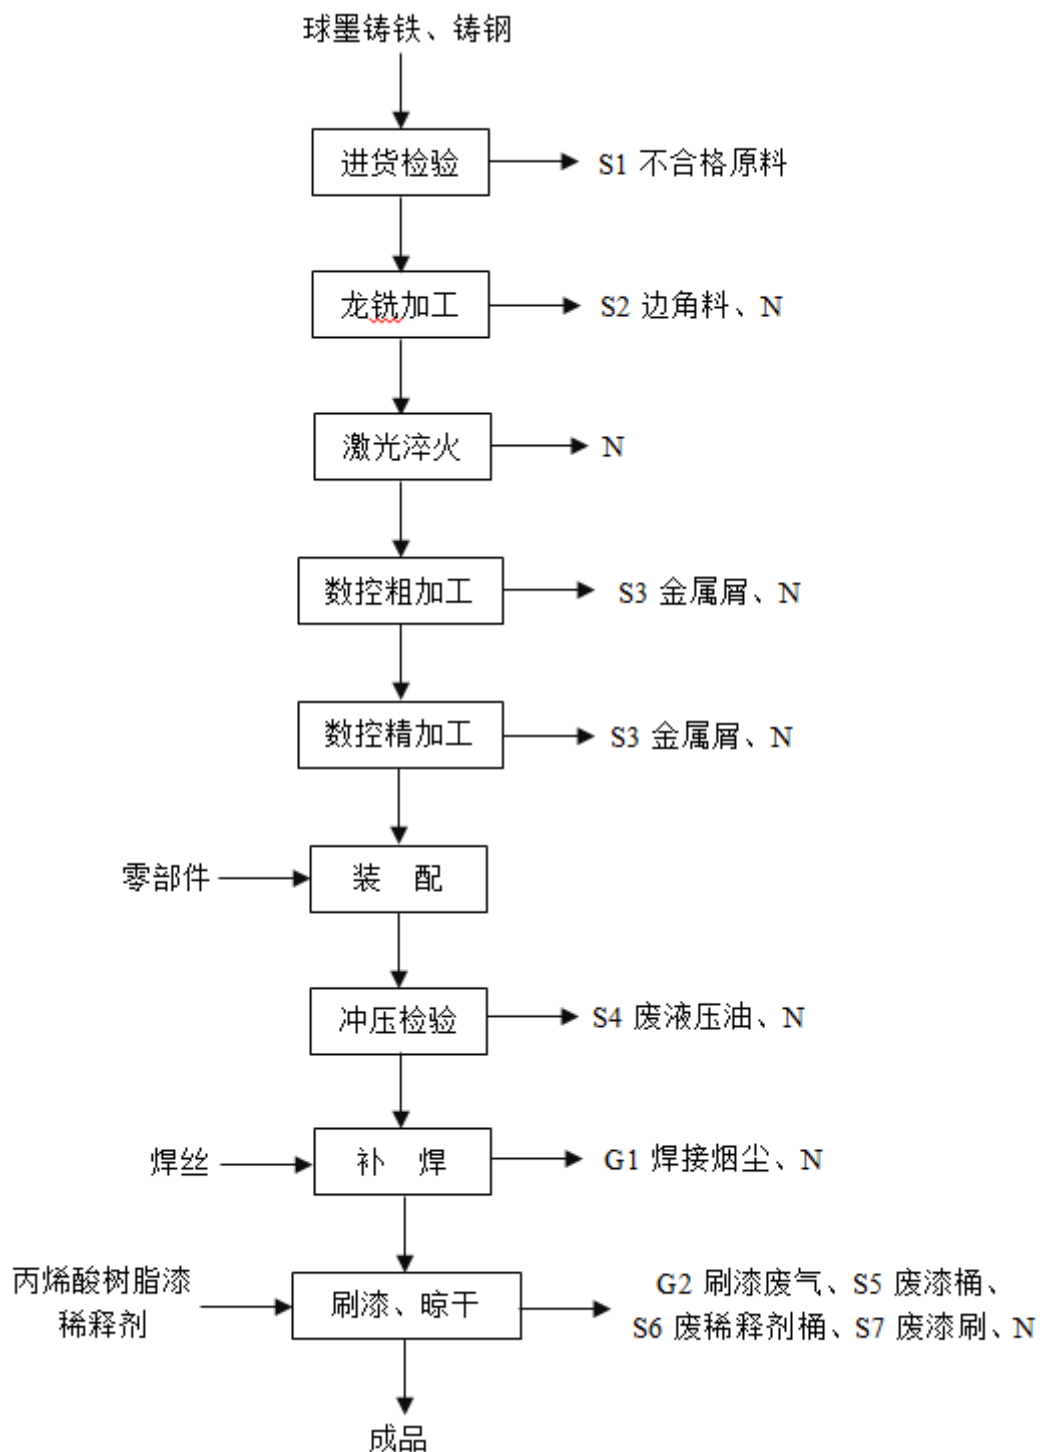 球墨铸铁、铸钢
进货检验
S1 不合格原料
龙铣加工
S2 边角料、N
激光淬火
N
数控粗加工
S3 金属屑、N
数控精加工
S3 金属屑、N
零部件
装 配
冲压检验
S4 废液压油、N
焊丝
补 焊
G1 焊接烟尘、N
丙烯酸树脂漆
稀释剂
刷漆、晾干
G2 刷漆废气、S5 废漆桶、
S6 废稀释剂桶、S7 废漆刷、N
成品